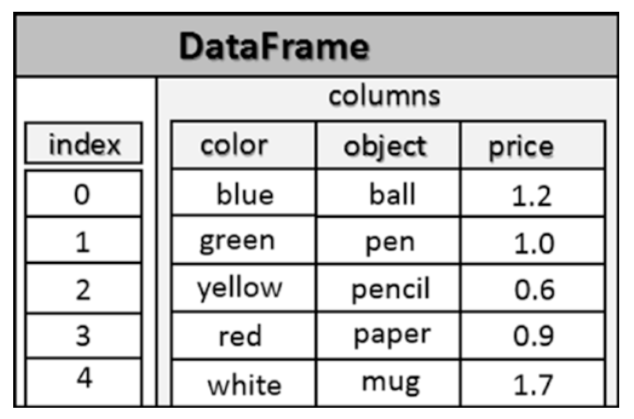 DataFrame
columns
index color object price
0 blue ball 1.2
1 green pen 1.0
2 yellow pencil 0.6
3 red paper 0.9
4 white mug 1.7